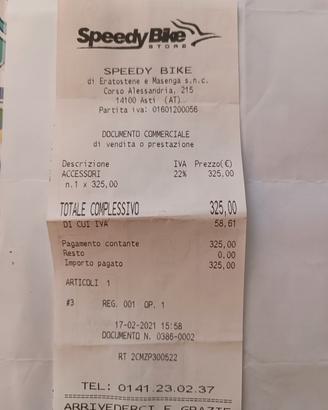 SpeedyBike
STORE
SPEEDY BIKE
di Eratostene e Masenga s.n.c.
Corso Alessandria, 215
14100 Asti (AT)
Partita iva: 01601200056
DOCUMENTO COMMERCIALE
di vendita o prestazione
Descrizione IVA Prezzo(€)
ACCESSORI 22% 325.00
n.1 x 325,00
TOTALE COMPLESSIVO 325,00
DI CUI IVA 58,61
Pagamento contante 325,00
Resto 0,00
Importo pagato 325,00
ARTICOLI 1
#3 REG. 001 OP. 1
17-02-2021 15:58
DOCUMENTO N. 0386-0002
RT 2CMZP300522
TEL: 0141.23.02.37
ARRIVEDERCI E GRAZIE